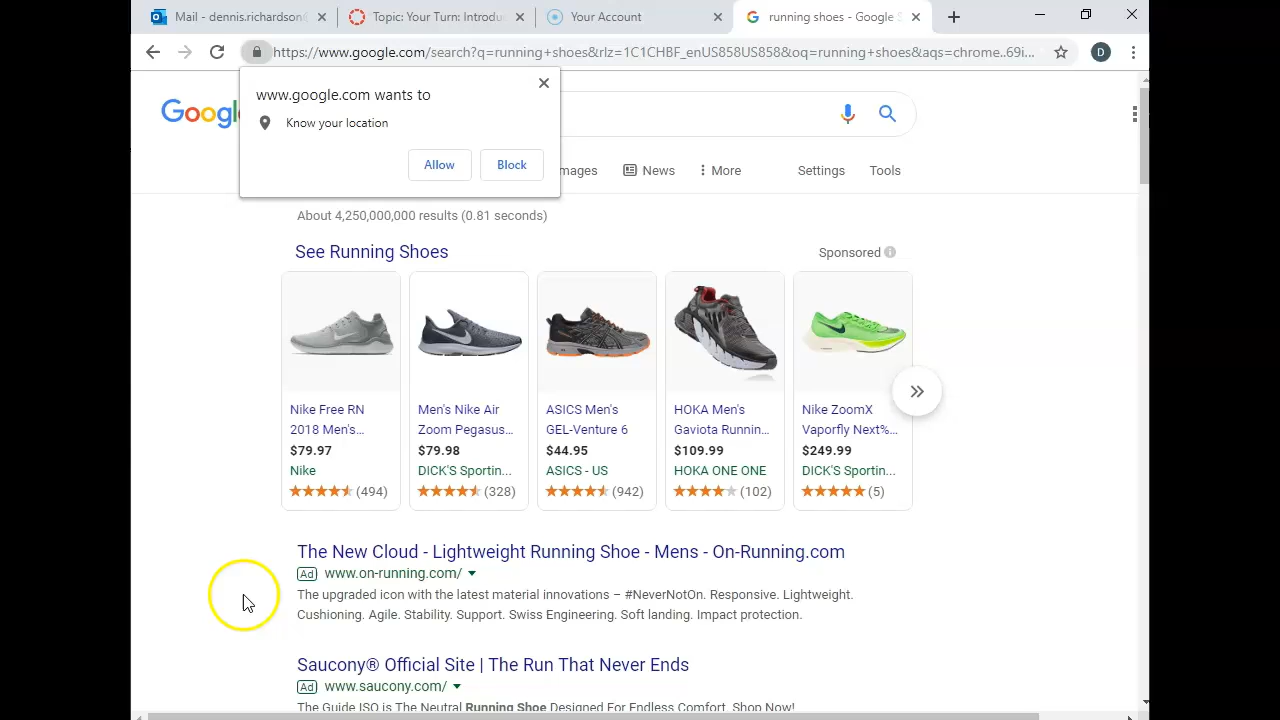 Mail - dennis.richardson@
Topic: Your Turn: Introduc
Your Account
running shoes - Google S
https://www.google.com/search?q=running+shoes&rlz=1C1CHBF_enUS858US858&oq=running+shoes&aqs=chrome..69i...
D
Google
www.google.com wants to
Know your location
Allow
Block
mages
News
More
Settings
Tools
About 4,250,000,000 results (0.81 seconds)
See Running Shoes
Sponsored
Nike Free RN
2018 Men's...
$79.97
Nike
(494)
Men's Nike Air
Zoom Pegasus...
$79.98
DICK'S Sportin...
(328)
ASICS Men's
GEL-Venture 6
$44.95
ASICS - US
(942)
HOKA Men's
Gaviota Runnin...
$109.99
HOKA ONE ONE
(102)
Nike ZoomX
Vaporfly Next%...
$249.99
DICK'S Sportin...
(5)
The New Cloud - Lightweight Running Shoe - Mens - On-Running.com
Ad www.on-running.com/
The upgraded icon with the latest material innovations – #NeverNotOn. Responsive. Lightweight.
Cushioning. Agile. Stability. Support. Swiss Engineering. Soft landing. Impact protection.
Saucony® Official Site | The Run That Never Ends
Ad www.saucony.com/
The Guide ISO is The Neutral Running Shoe Designed For Endless Comfort. Shop Now!